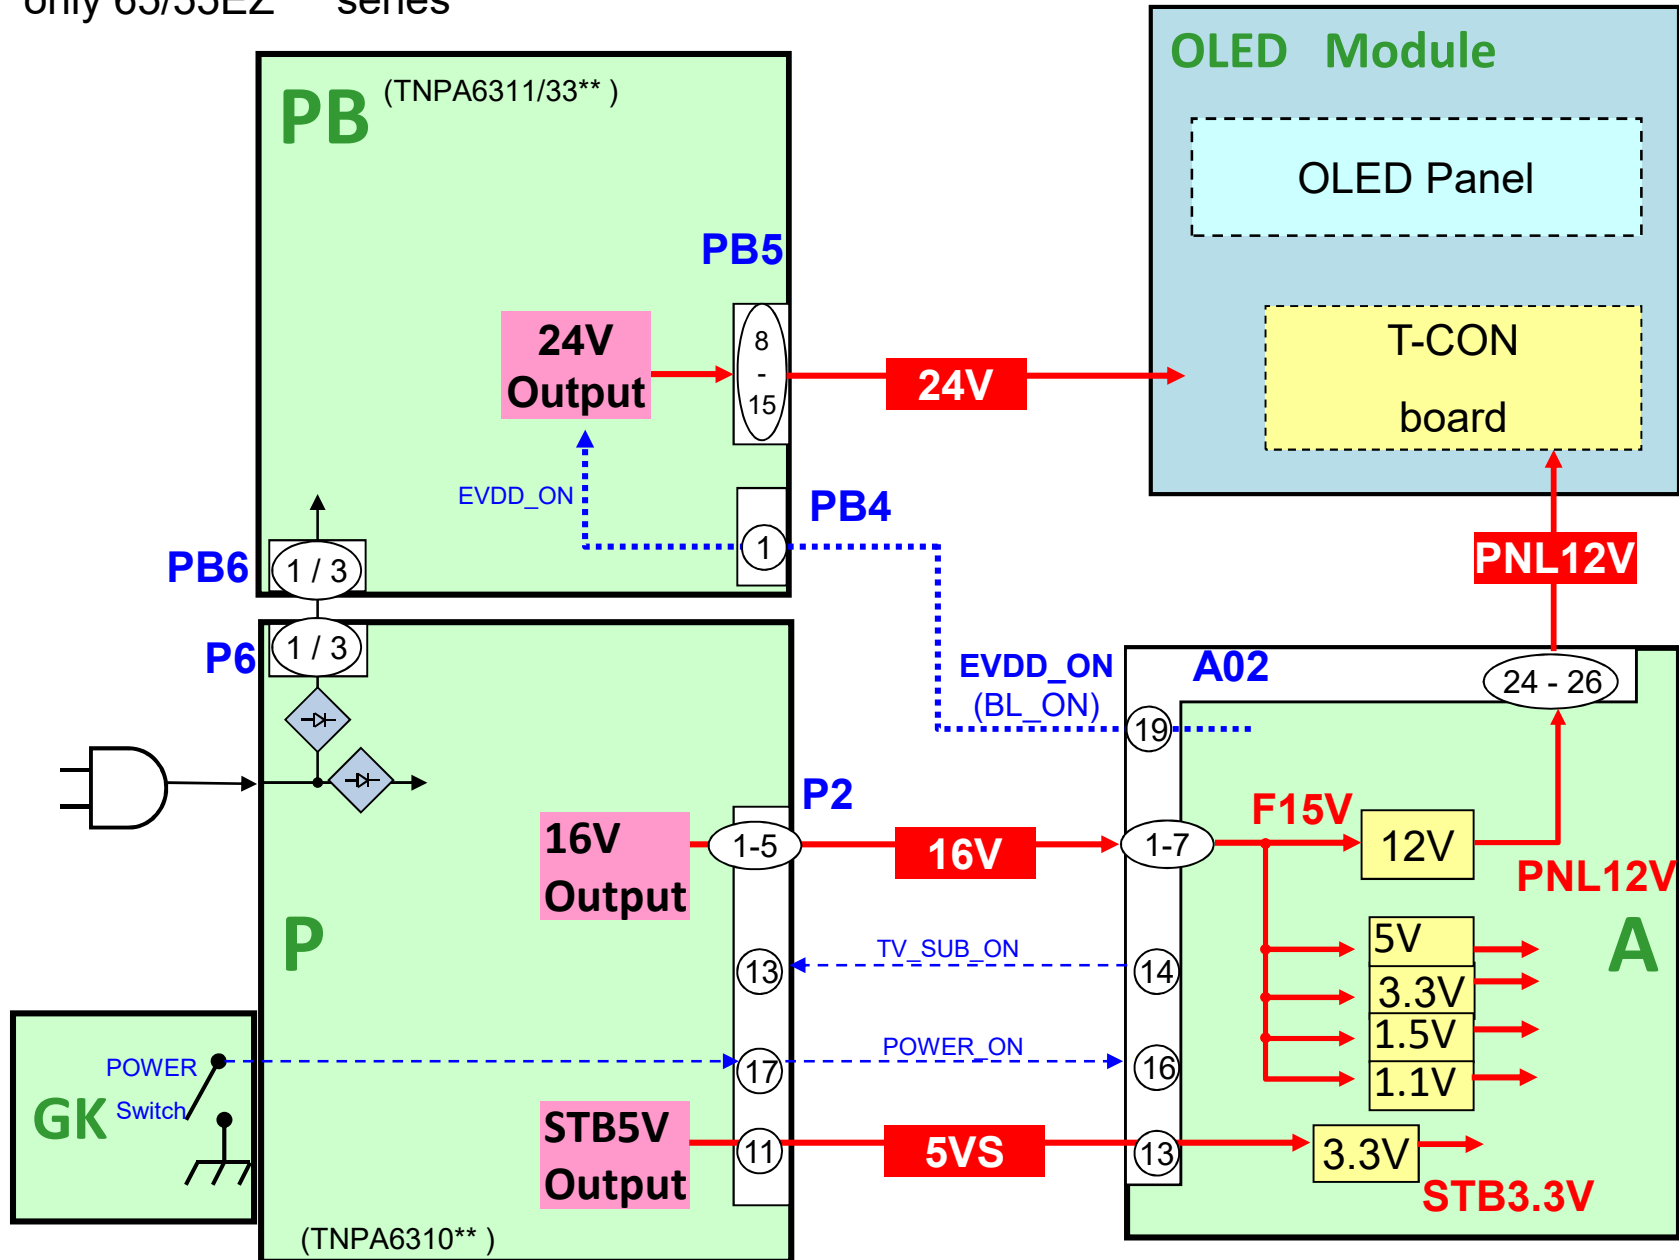 only 65/55EZ    series
OLED Module
OLED Panel
T-CON
board
PB
(TNPA6311/33** )
PB5
24V
Output
8
-
15
24V
EVDD_ON
PB4
1
PB6
1 / 3
PNL12V
P6
1 / 3
EVDD_ON
(BL_ON)
A02
24 - 26
19
P2
16V
Output
1-5
16V
1-7
F15V
12V
PNL12V
P
13
TV_SUB_ON
14
5V
3.3V
1.5V
1.1V
A
GK
POWER
Switch
17
POWER_ON
16
STB5V
Output
11
5VS
13
3.3V
STB3.3V
(TNPA6310** )